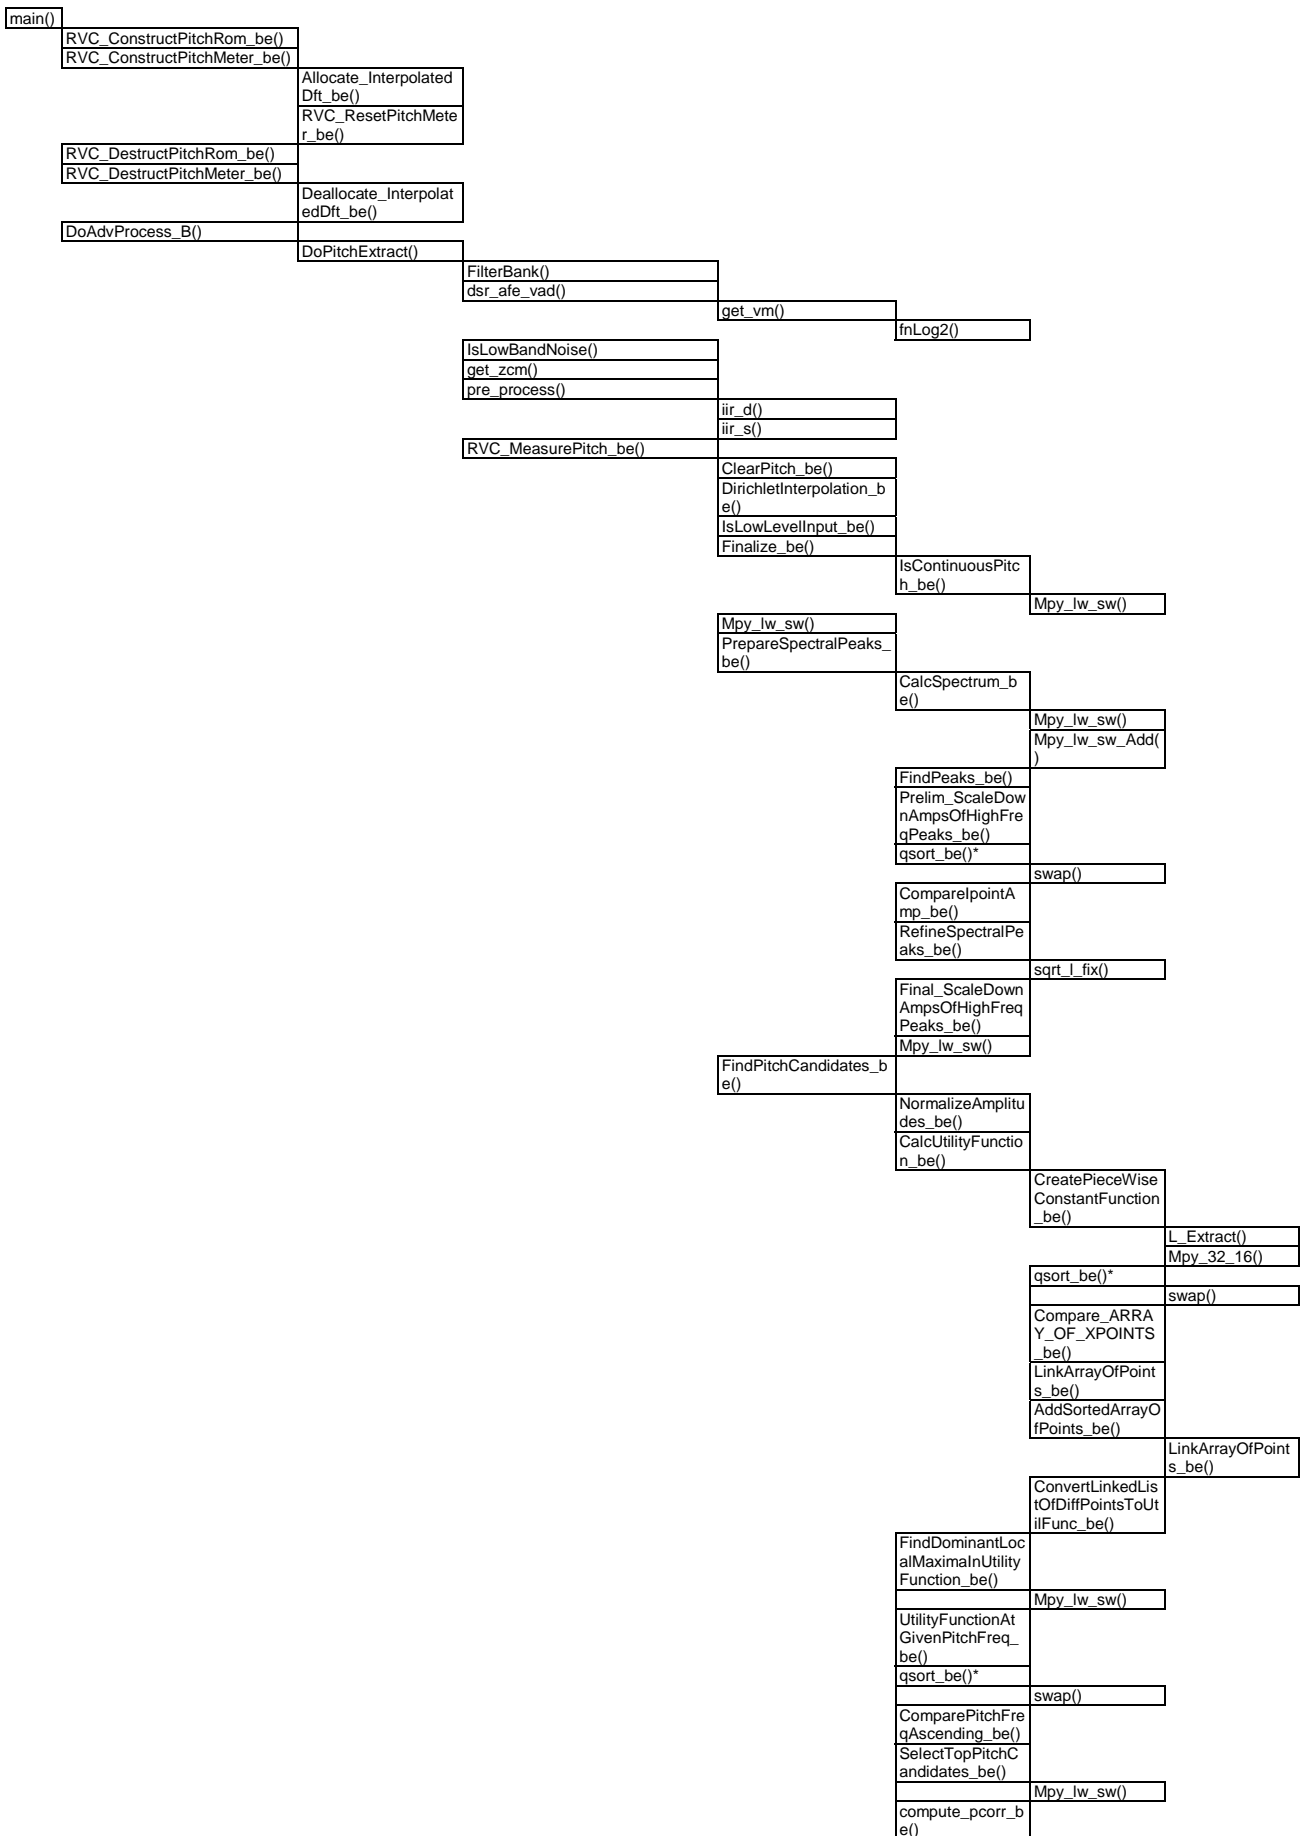 main()
RVC_ConstructPitchRom_be()
RVC_ConstructPitchMeter_be()
Allocate_Interpolated
Dft_be()
RVC_ResetPitchMete
r_be()
RVC_DestructPitchRom_be()
RVC_DestructPitchMeter_be()
Deallocate_Interpolat
edDft_be()
DoAdvProcess_B()
DoPitchExtract()
FilterBank()
dsr_afe_vad()
get_vm()
fnLog2()
IsLowBandNoise()
get_zcm()
pre_process()
iir_d()
iir_s()
RVC_MeasurePitch_be()
ClearPitch_be()
DirichletInterpolation_b
e()
IsLowLevelInput_be()
Finalize_be()
IsContinuousPitc
h_be()
Mpy_lw_sw()
Mpy_lw_sw()
PrepareSpectralPeaks_
be()
CalcSpectrum_b
e()
Mpy_lw_sw()
Mpy_lw_sw_Add(
)
FindPeaks_be()
Prelim_ScaleDow
nAmpsOfHighFre
qPeaks_be()
qsort_be()*
swap()
CompareIpointA
mp_be()
RefineSpectralPe
aks_be()
sqrt_l_fix()
Final_ScaleDown
AmpsOfHighFreq
Peaks_be()
Mpy_lw_sw()
FindPitchCandidates_b
e()
NormalizeAmplitu
des_be()
CalcUtilityFunctio
n_be()
CreatePieceWise
ConstantFunction
_be()
L_Extract()
Mpy_32_16()
qsort_be()*
swap()
Compare_ARRA
Y_OF_XPOINTS
_be()
LinkArrayOfPoint
s_be()
AddSortedArrayO
fPoints_be()
LinkArrayOfPoint
s_be()
ConvertLinkedLis
tOfDiffPointsToUt
ilFunc_be()
FindDominantLoc
alMaximaInUtility
Function_be()
Mpy_lw_sw()
UtilityFunctionAt
GivenPitchFreq_
be()
qsort_be()*
swap()
ComparePitchFre
qAscending_be()
SelectTopPitchC
andidates_be()
Mpy_lw_sw()
compute_pcorr_b
e()